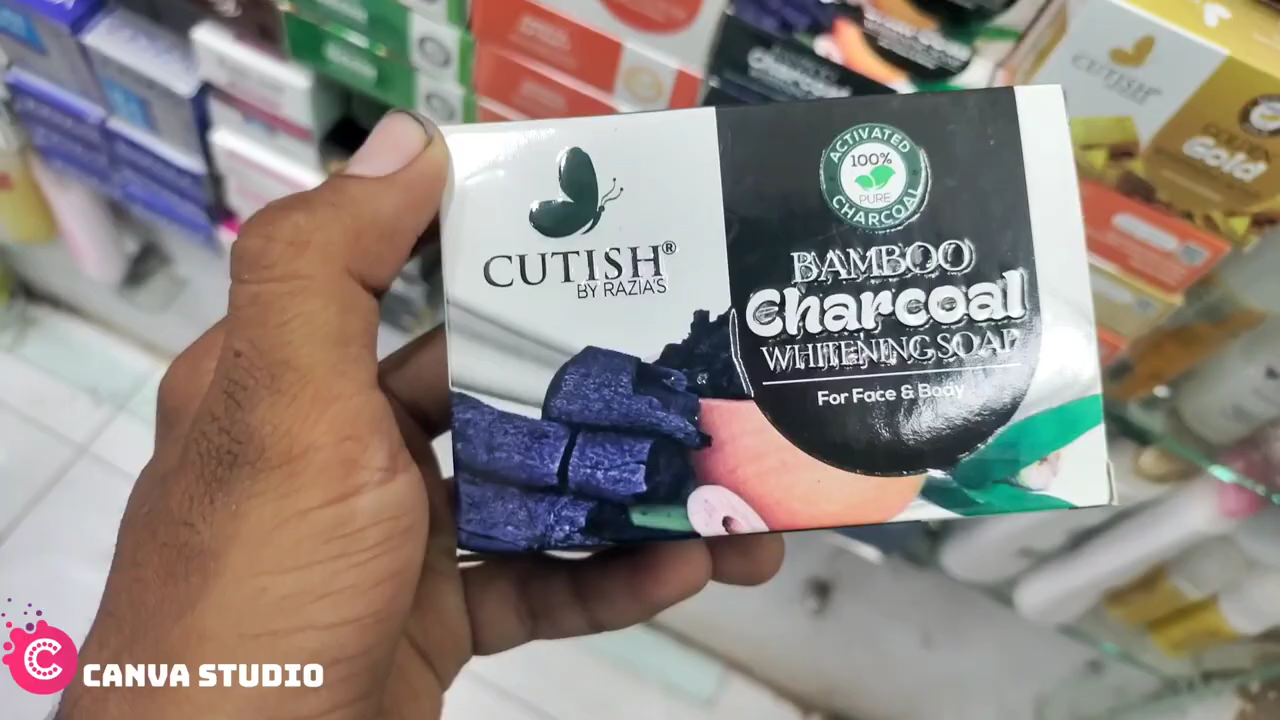 CUTISH®
BY RAZIA'S
ACTIVATED
100%
PURE
CHARCOAL
BAMBOO
Charcoal
WHITENING SOAP
For Face & Body
CUTISH
Gold
CANVA STUDIO